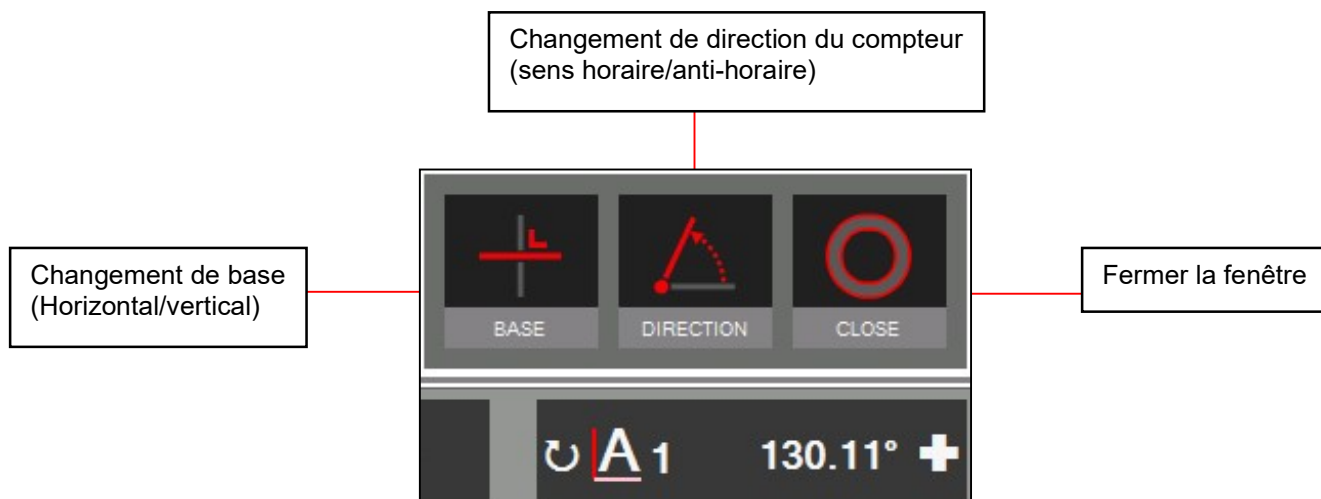 Changement de direction du compteur
(sens horaire/anti-horaire)
Changement de base
(Horizontal/vertical)
Fermer la fenêtre
BASE
DIRECTION
CLOSE
A 1 130.11°